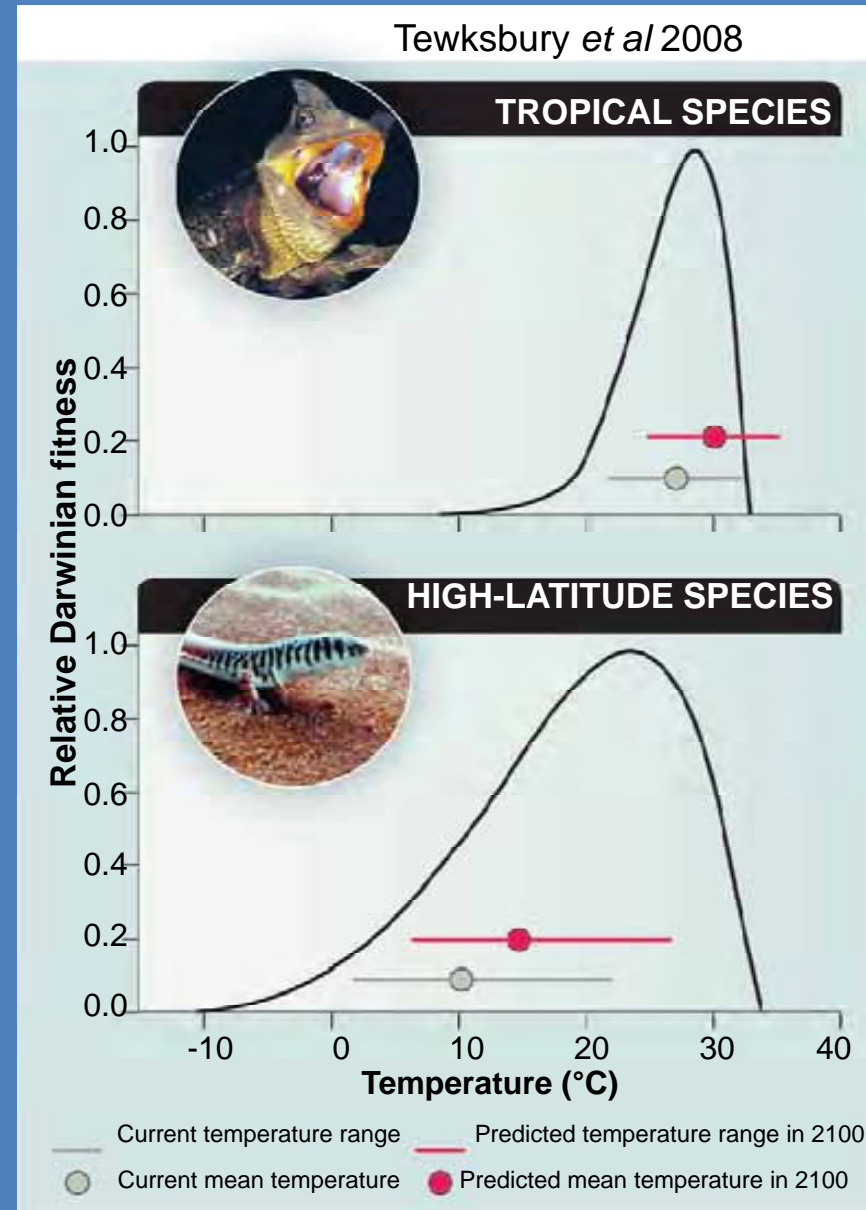 Tewksbury et al 2008
TROPICAL SPECIES
1.0
0.8
0.6
0.4
0.2
0.0
HIGH-LATITUDE SPECIES
1.0
0.8
0.6
0.4
0.2
0.0
Relative Darwinian fitness
-10 0 10 20 30 40
Temperature (°C)
Current temperature range Predicted temperature range in 2100
Current mean temperature Predicted mean temperature in 2100